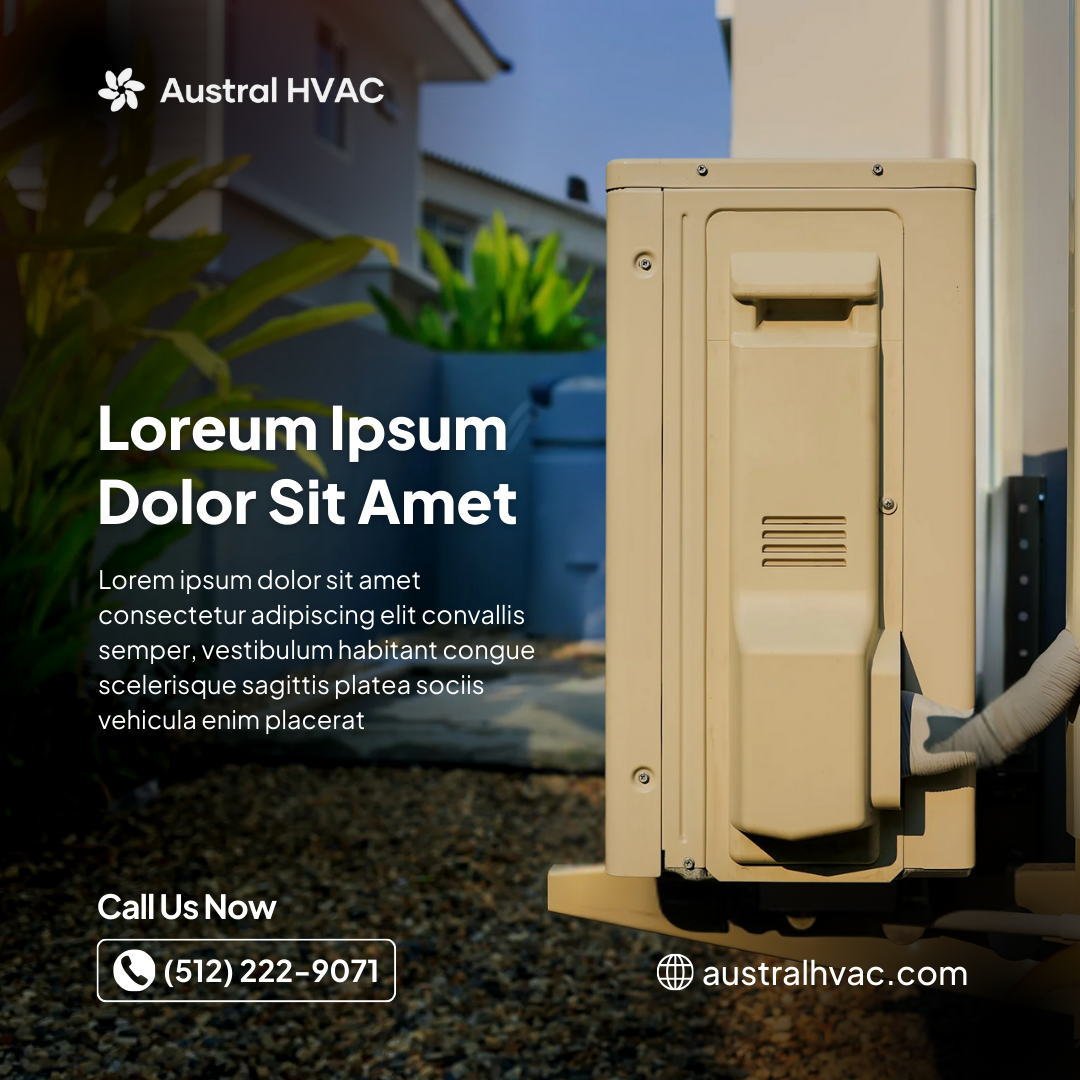 Austral HVAC
Loreum Ipsum
Dolor Sit Amet
Lorem ipsum dolor sit amet
consectetur adipiscing elit convallis
semper, vestibulum habitant congue
scelerisque sagittis platea sociis
vehicula enim placerat
Call Us Now
(512) 222-9071
australhvac.com